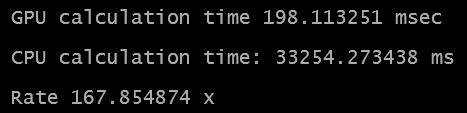 GPU calculation time 198.113251 msec
CPU calculation time: 33254.273438 ms
Rate 167.854874 x